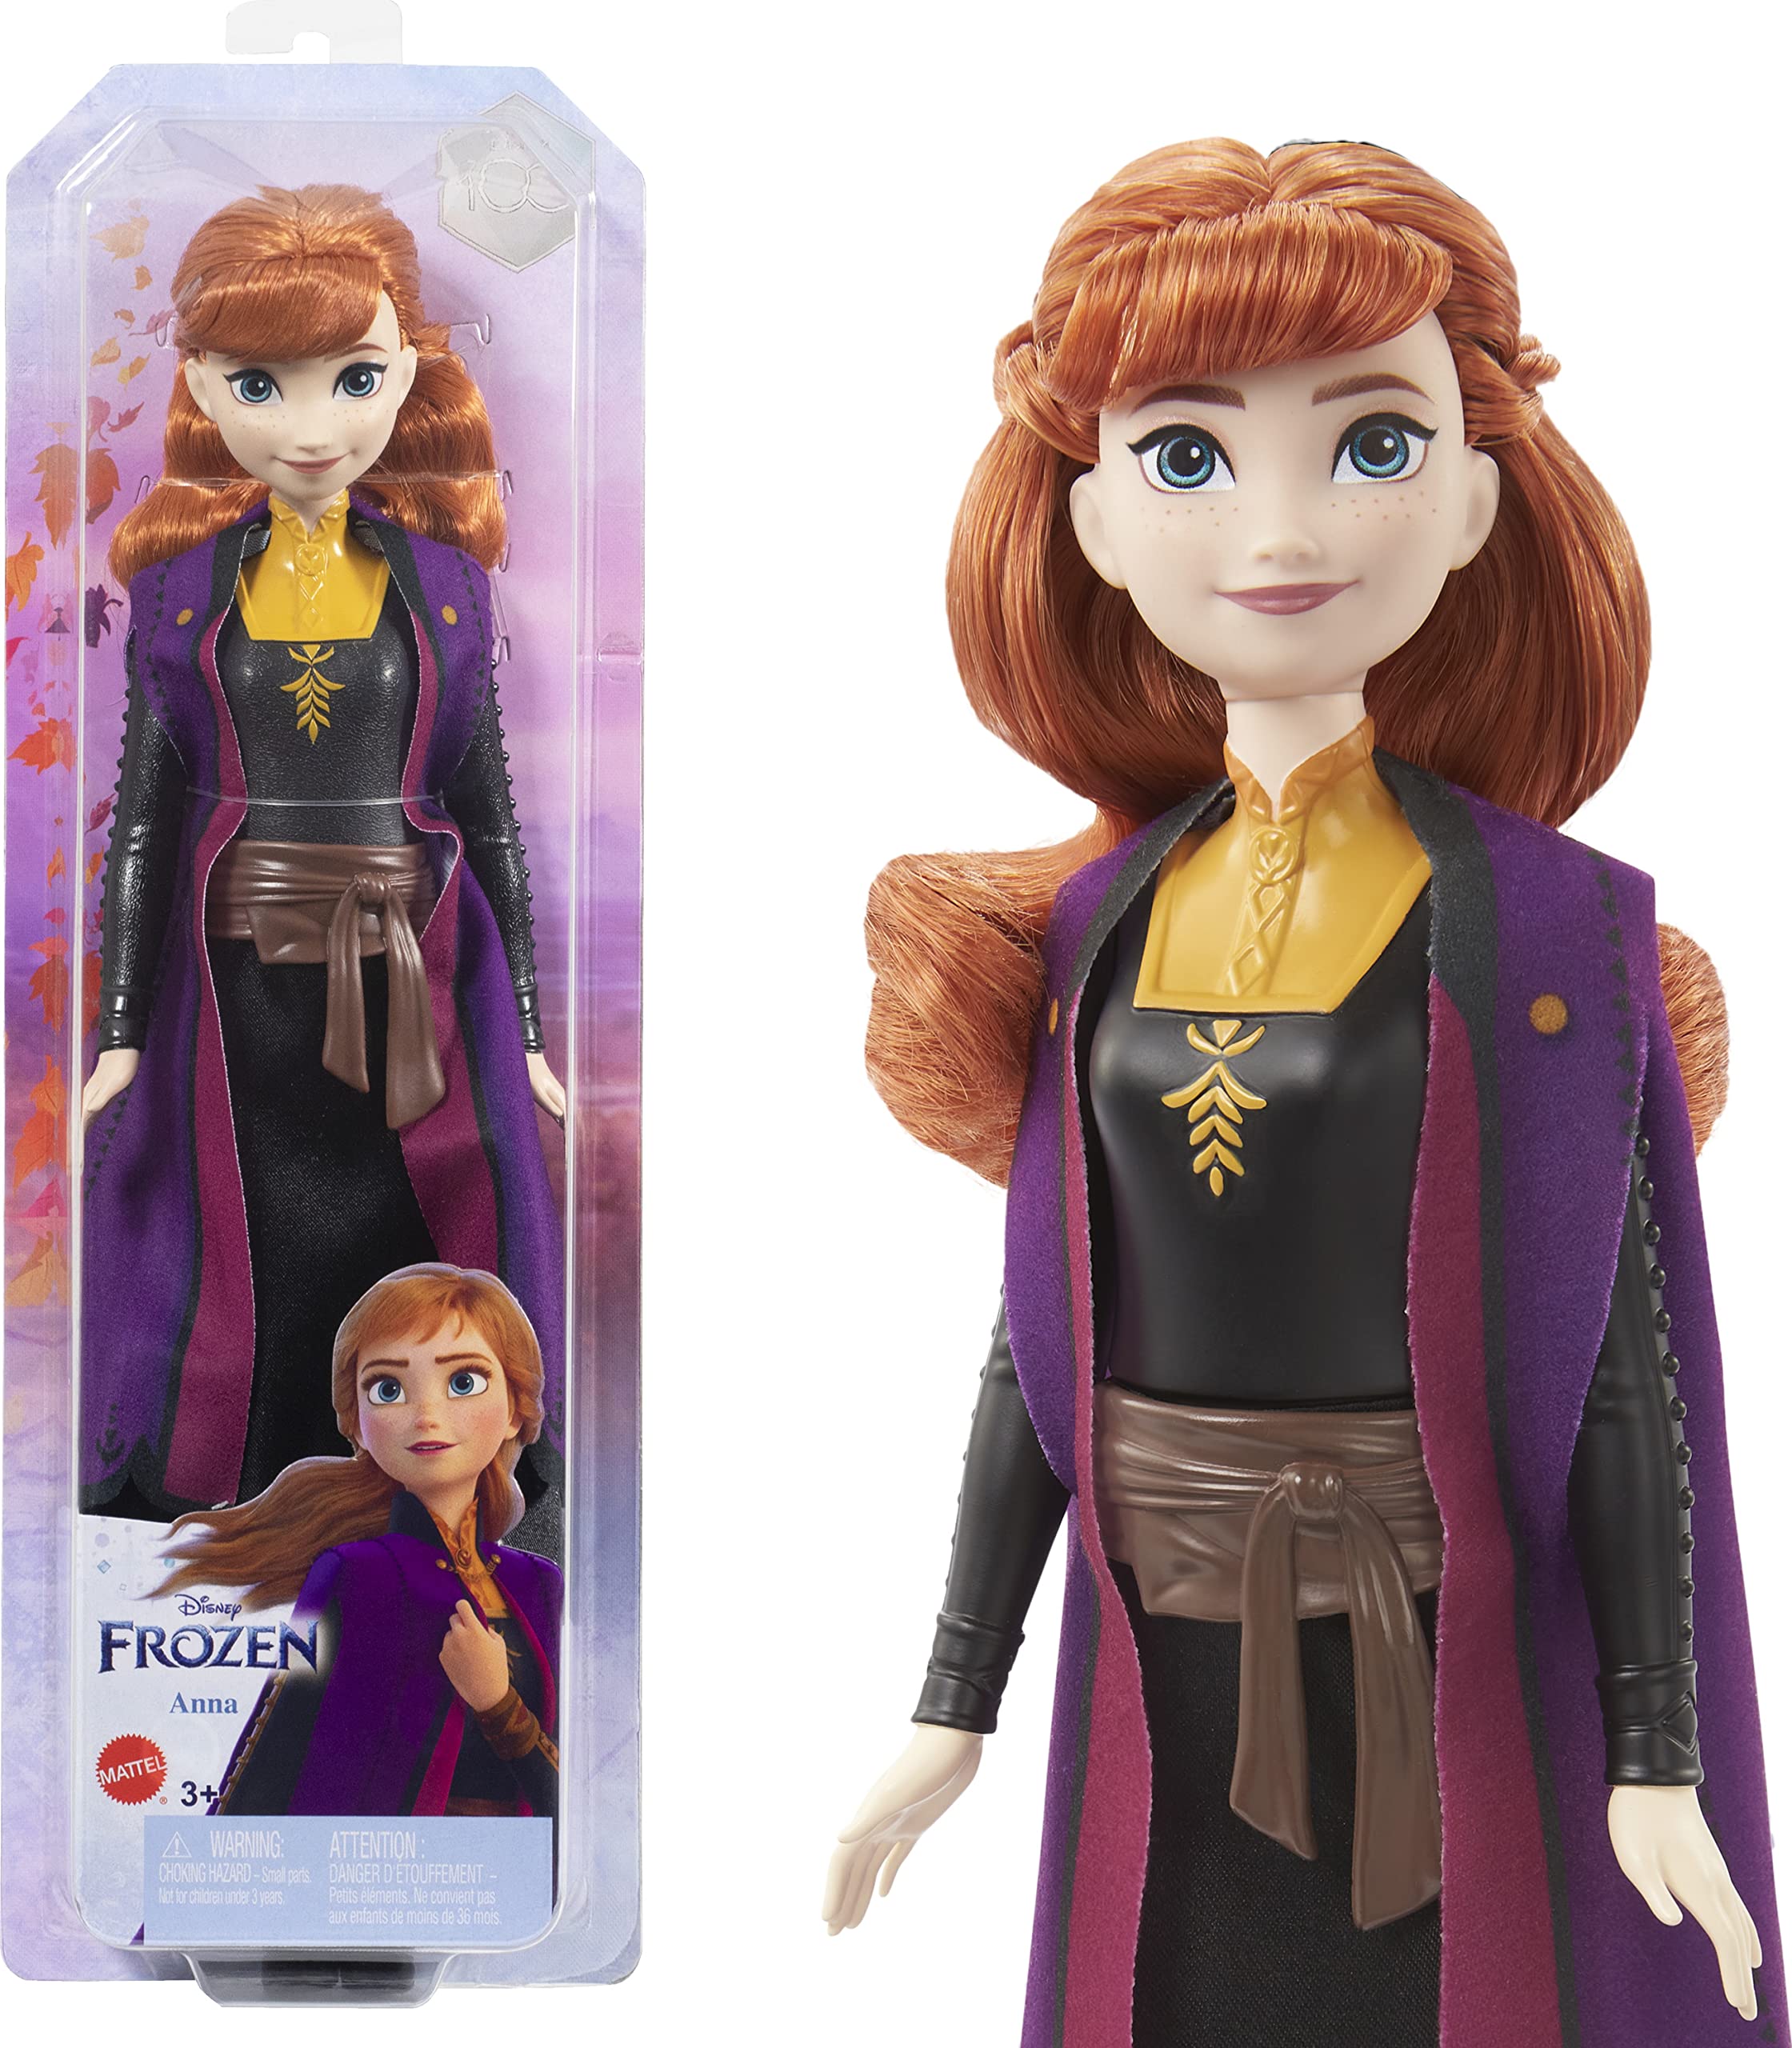 100
Disney
FROZEN
Anna
MATTEL
®
3+
WARNING:
CHOKING HAZARD – Small parts.
Not for children under 3 years.
ATTENTION :
DANGER D'ÉTOUFFEMENT –
Petits éléments. Ne convient pas
aux enfants de moins de 36 mois.